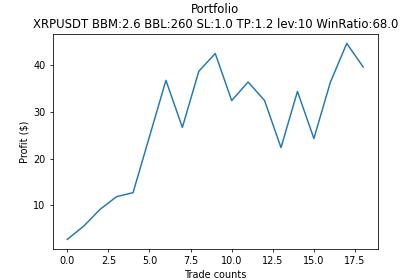 Portfolio
XRPUSDT BBM:2.6 BBL:260 SL:1.0 TP:1.2 lev:10 WinRatio:68.0
Profit ($)
40
30
20
10
0.0 2.5 5.0 7.5 10.0 12.5 15.0 17.5
Trade counts